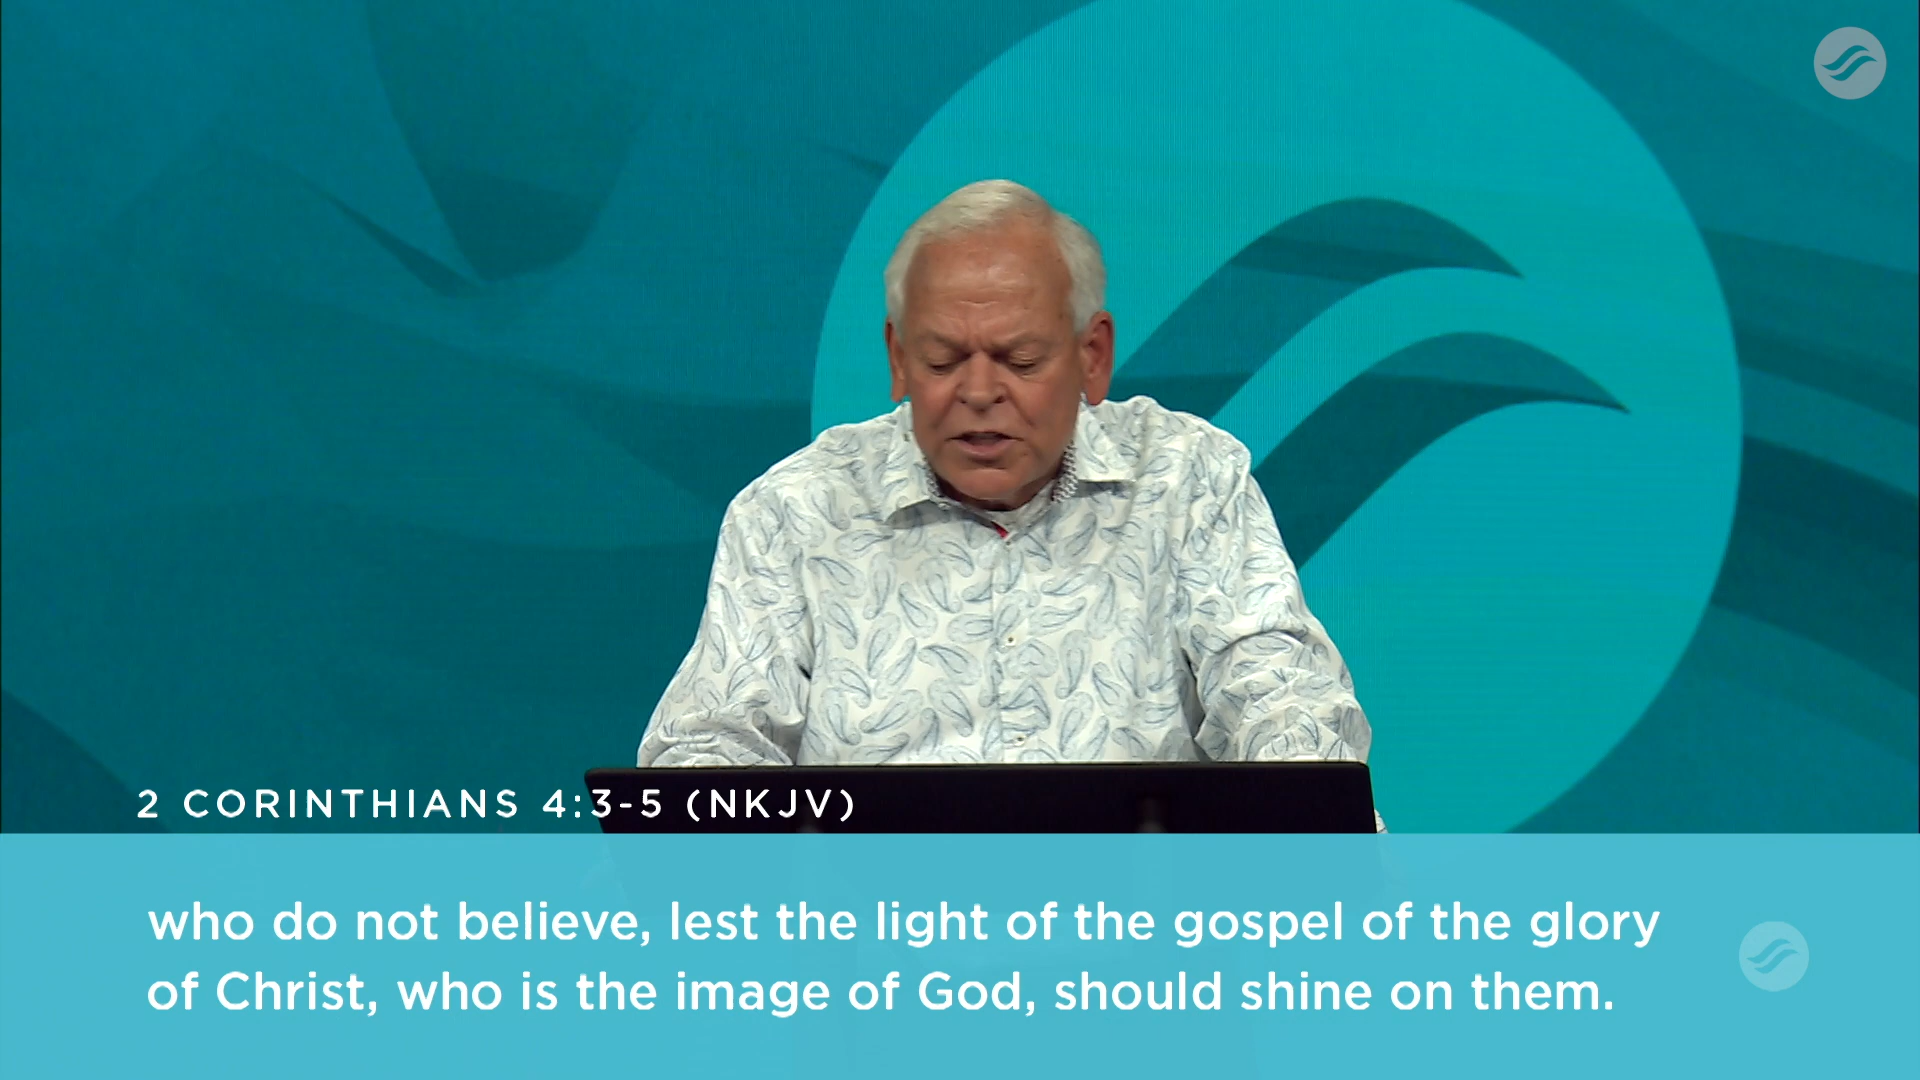 2 CORINTHIANS 4:3-5 (NKJV)
who do not believe, lest the light of the gospel of the glory
of Christ, who is the image of God, should shine on them.